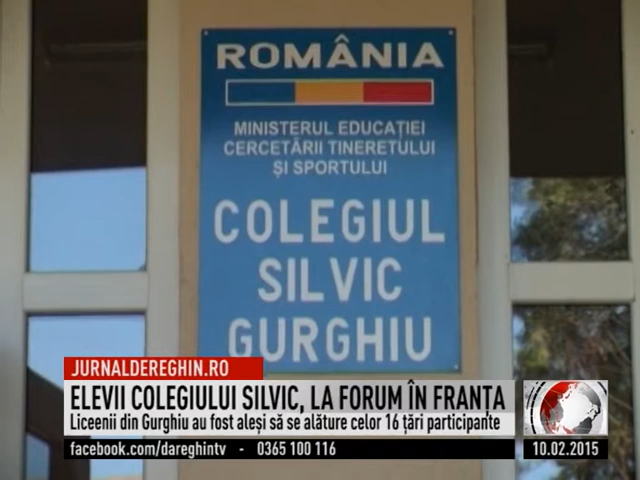 ROMÂNIA
MINISTERUL EDUCAȚIEI
CERCETĂRII TINERETULUI
ȘI SPORTULUI
COLEGIUL
SILVIC
GURGHIU
JURNALDEREGHIN.RO
ELEVII COLEGIULUI SILVIC, LA FORUM ÎN FRANȚA
Liceenii din Gurghiu au fost aleși să se alăture celor 16 țări participante
facebook.com/dareghintv - 0365 100 116
10.02.2015